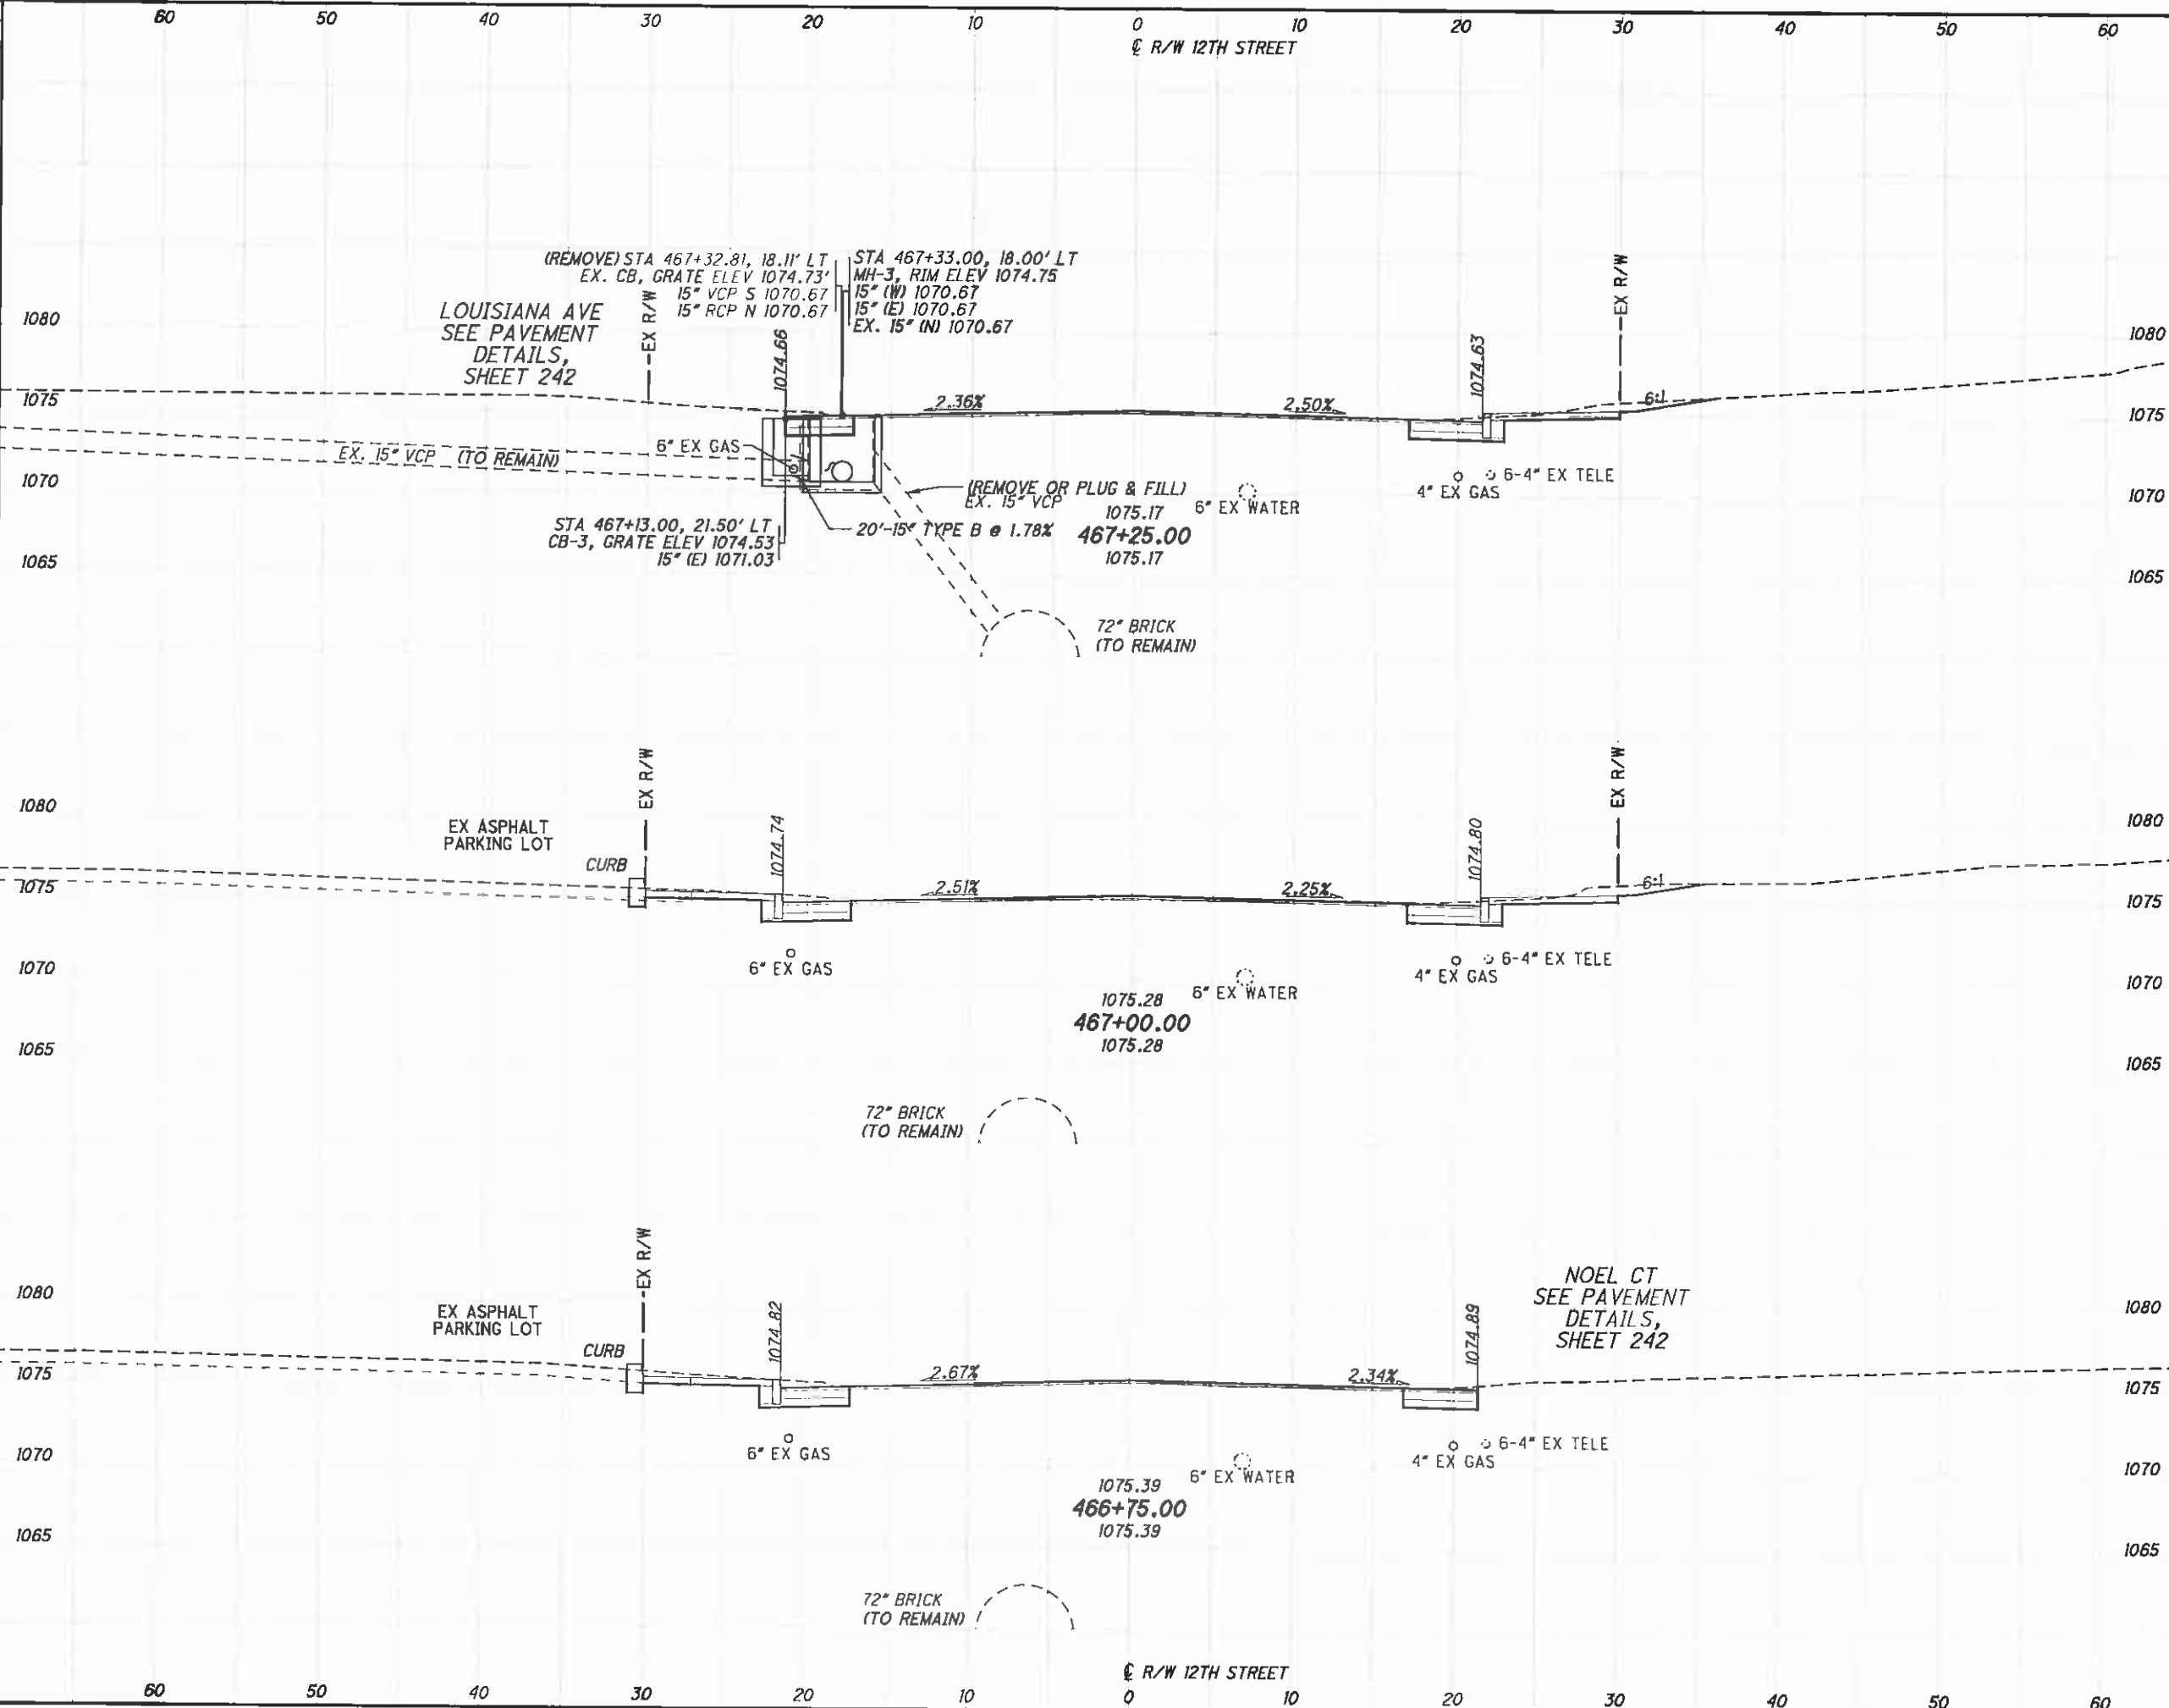 60 50 40 30 20 10 0 10 20 30 40 50 60
℄ R/W 12TH STREET
(REMOVE) STA 467+32.81, 18.11' LT
EX. CB, GRATE ELEV 1074.73'
15" VCP S 1070.67
15" RCP N 1070.67
STA 467+33.00, 18.00' LT
MH-3, RIM ELEV 1074.75
15" (W) 1070.67
15" (E) 1070.67
EX. 15" (N) 1070.67
LOUISIANA AVE
SEE PAVEMENT
DETAILS,
SHEET 242
EX R/W
EX R/W
1080
1080
1074.66
1074.63
1075
2.36%
2.50%
6:1
1075
EX. 15" VCP (TO REMAIN)
6" EX GAS
1070
(REMOVE OR PLUG & FILL)
EX. 15" VCP
6" EX WATER
4" EX GAS
6-4" EX TELE
1070
STA 467+13.00, 21.50' LT
CB-3, GRATE ELEV 1074.53
15" (E) 1071.03
20'-15" TYPE B @ 1.78%
1075.17
467+25.00
1075.17
1065
1065
72" BRICK
(TO REMAIN)
EX R/W
EX R/W
1080
1080
EX ASPHALT
PARKING LOT
CURB
1074.74
1074.80
1075
2.51%
2.25%
6:1
1075
6" EX GAS
4" EX GAS
6-4" EX TELE
1070
1070
6" EX WATER
1075.28
467+00.00
1075.28
1065
1065
72" BRICK
(TO REMAIN)
EX R/W
NOEL CT
SEE PAVEMENT
DETAILS,
SHEET 242
1080
1080
EX ASPHALT
PARKING LOT
CURB
1074.82
1074.89
1075
2.67%
2.34%
1075
6" EX GAS
4" EX GAS
6-4" EX TELE
1070
1070
6" EX WATER
1075.39
466+75.00
1075.39
1065
1065
72" BRICK
(TO REMAIN)
℄ R/W 12TH STREET
60 50 40 30 20 10 0 10 20 30 40 50 60